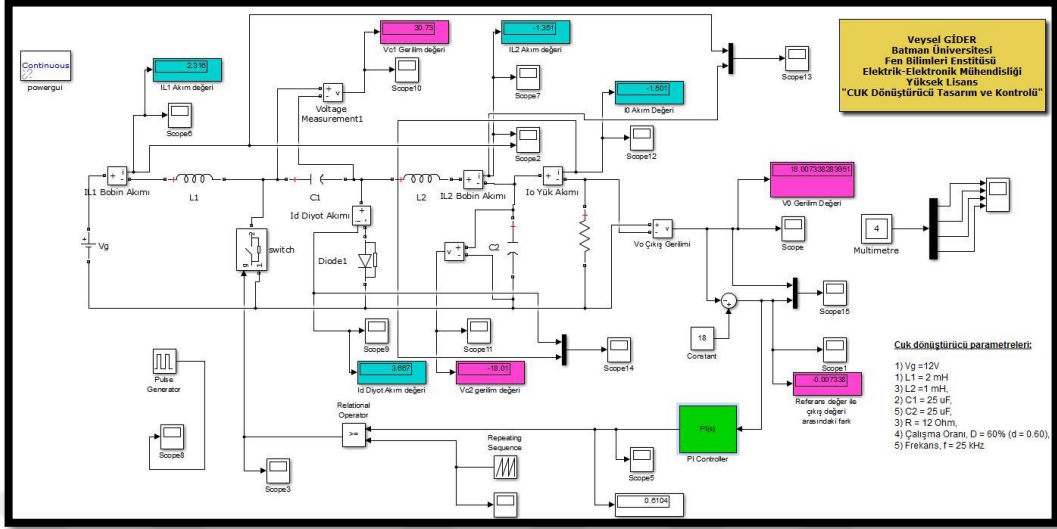 Veysel GİDER
Batman Üniversitesi
Fen Bilimleri Enstitüsü
Elektrik-Elektronik Mühendisliği
Yüksek Lisans
"CUK Dönüştürücü Tasarım ve Kontrolü"
Continuous
powergui
2.316
IL1 Akım değeri
Scope6
30.73
Vc1 Gerilim değeri
Scope10
Voltage
Measurement1
-1.351
IL2 Akım değeri
Scope7
Scope13
-1.501
I0 Akım Değeri
Scope2
Scope12
IL1 Bobin Akımı
L1
C1
L2
IL2 Bobin Akımı
Io Yük Akımı
Id Diyot Akımı
18.007338283951
V0 Gerilim Değeri
Vg
switch
Diode1
C2
Vo Çıkış Gerilimi
Scope
4
Multimetre
Scope15
18
Constant
Scope9
Scope11
Scope14
Scope1
3.667
Id Diyot Akım değeri
-18.01
Vc2 gerilim değeri
-0.007338
Referans değer ile
çıkış değeri
arasındaki fark
Pulse
Generator
Scope8
Relational
Operator
>=
Scope3
Repeating
Sequence
PI(s)
PI Controller
Scope5
0.6104
Cuk dönüştürücü parametreleri:
1) Vg =12V
1) L1 = 2 mH
3) L2 =1 mH,
2) C1 = 25 uF,
5) C2 = 25 uF,
3) R = 12 Ohm,
4) Çalışma Oranı, D = 60% (d = 0.60),
5) Frekans, f = 25 kHz